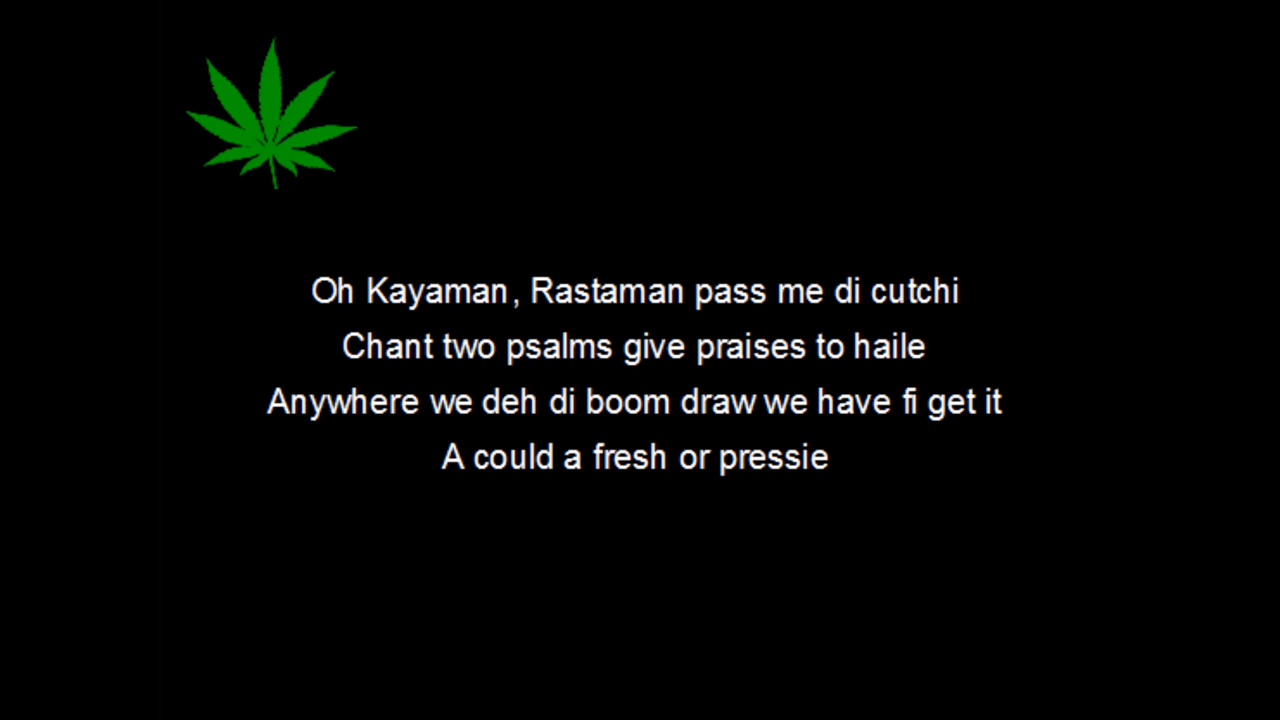 Oh Kayaman, Rastaman pass me di cutchi
Chant two psalms give praises to haile
Anywhere we deh di boom draw we have fi get it
A could a fresh or pressie